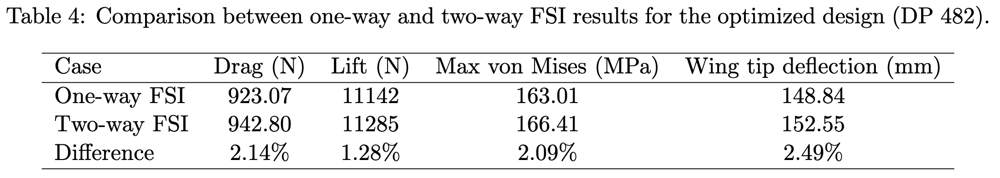 Table 4: Comparison between one-way and two-way FSI results for the optimized design (DP 482).
Case Drag (N) Lift (N) Max von Mises (MPa) Wing tip deflection (mm)
One-way FSI 923.07 11142 163.01 148.84
Two-way FSI 942.80 11285 166.41 152.55
Difference 2.14% 1.28% 2.09% 2.49%